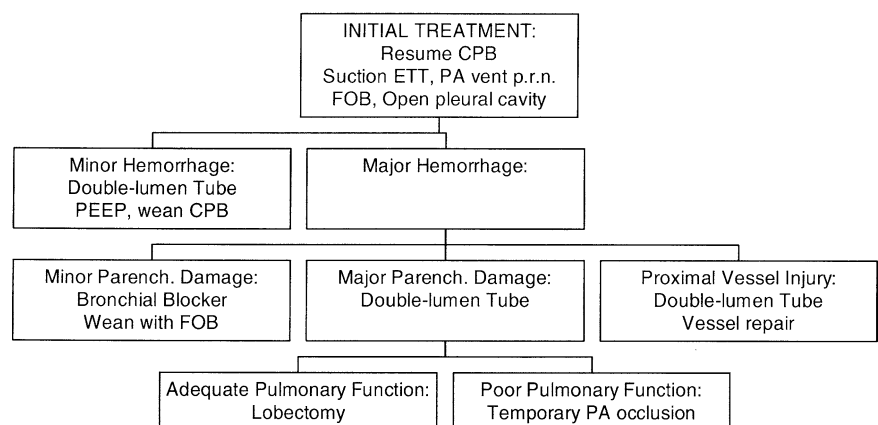 INITIAL TREATMENT:
Resume CPB
Suction ETT, PA vent p.r.n.
FOB, Open pleural cavity
Minor Hemorrhage:
Double-lumen Tube
PEEP, wean CPB
Major Hemorrhage:
Minor Parench. Damage:
Bronchial Blocker
Wean with FOB
Major Parench. Damage:
Double-lumen Tube
Proximal Vessel Injury:
Double-lumen Tube
Vessel repair
Adequate Pulmonary Function:
Lobectomy
Poor Pulmonary Function:
Temporary PA occlusion